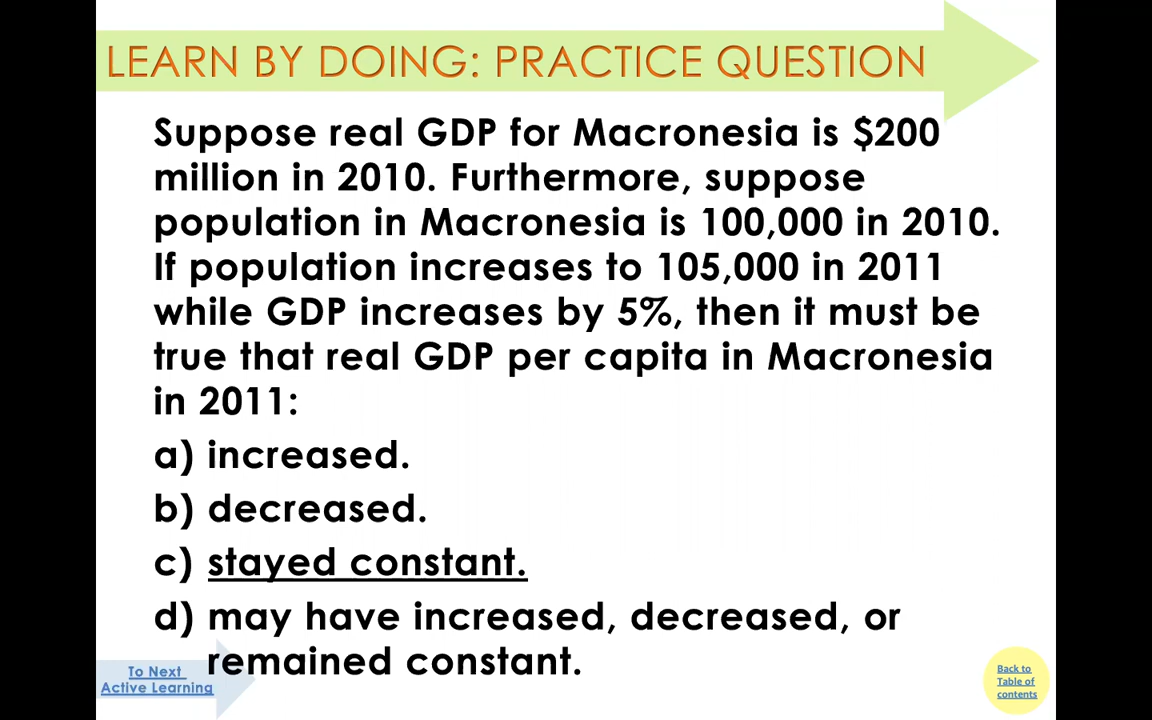 LEARN BY DOING: PRACTICE QUESTION
Suppose real GDP for Macronesia is $200
million in 2010. Furthermore, suppose
population in Macronesia is 100,000 in 2010.
If population increases to 105,000 in 2011
while GDP increases by 5%, then it must be
true that real GDP per capita in Macronesia
in 2011:
a) increased.
b) decreased.
c) stayed constant.
d) may have increased, decreased, or
remained constant.
To Next
Active Learning
Back to
Table of
contents